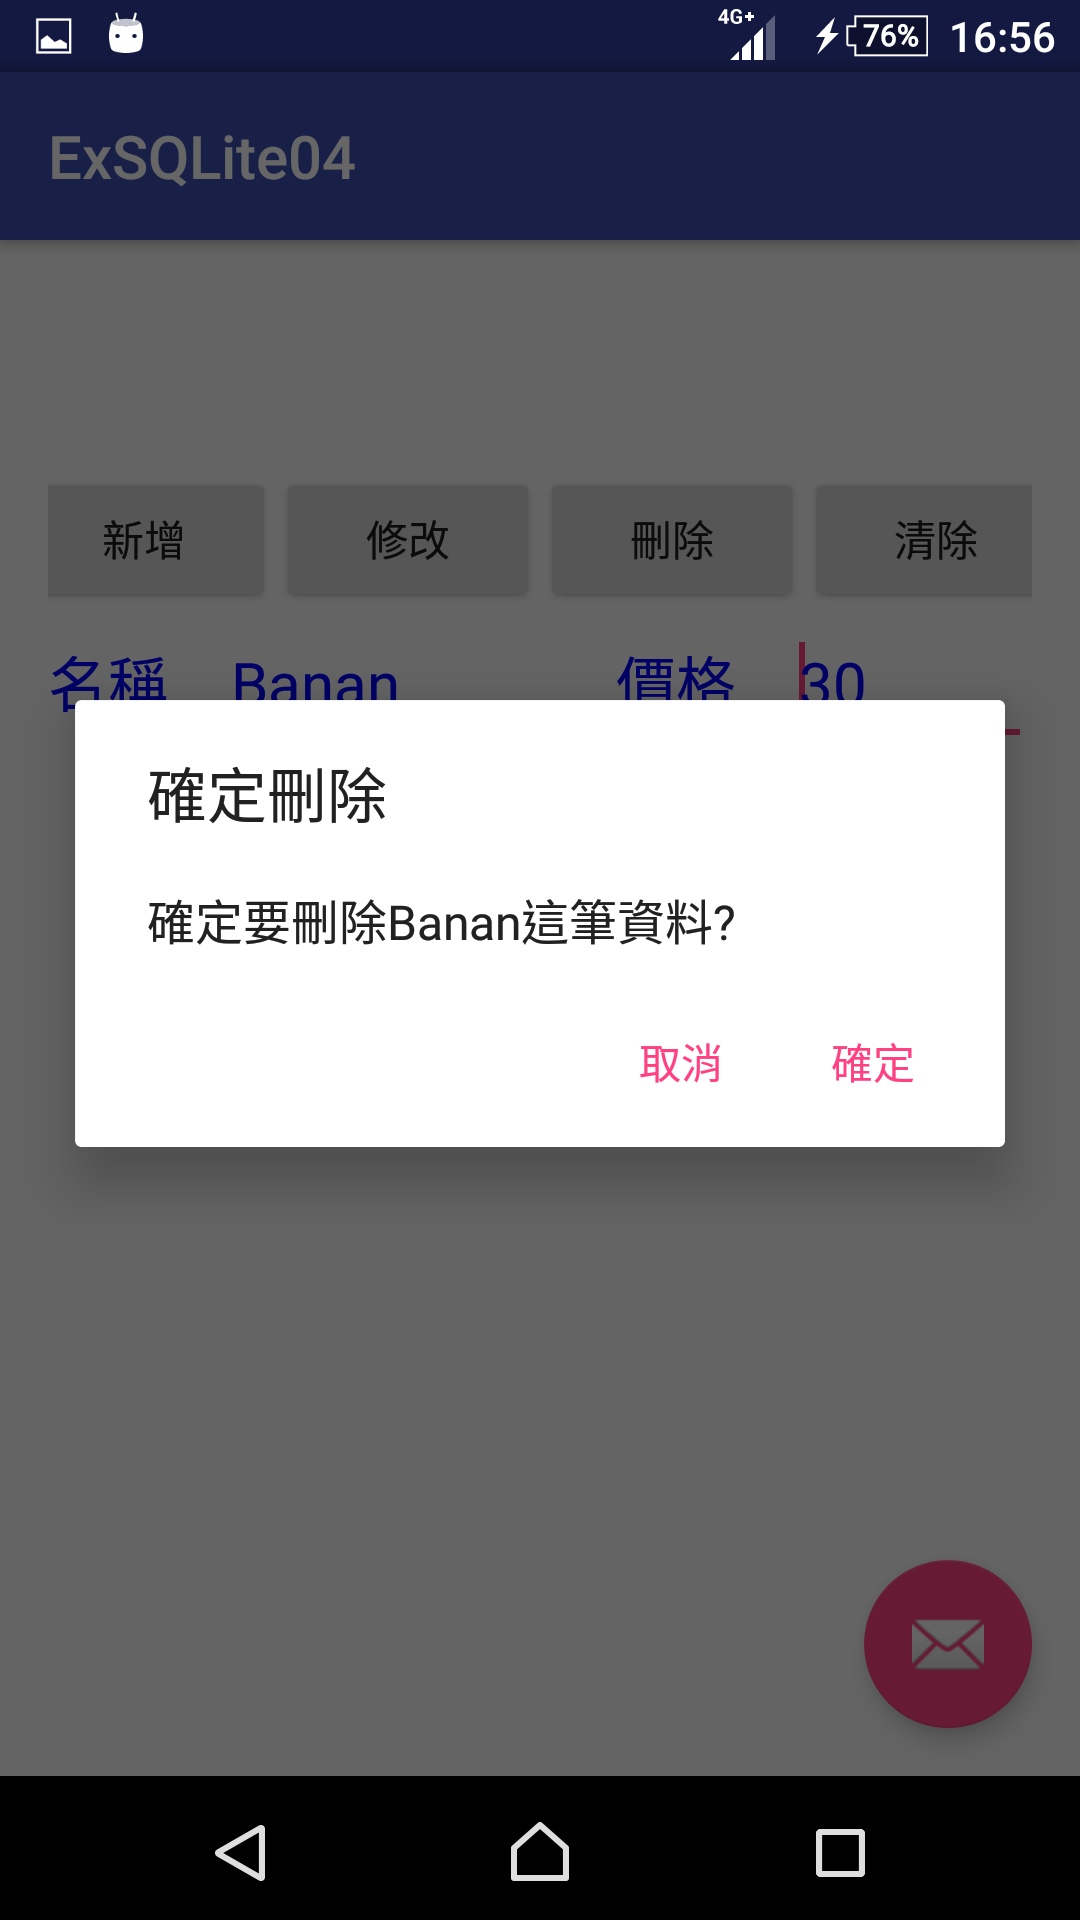 4G+ 76% 16:56
ExSQLite04
新增 修改 刪除 清除
名稱 Banan 價格 30
確定刪除
確定要刪除Banan這筆資料?
取消 確定